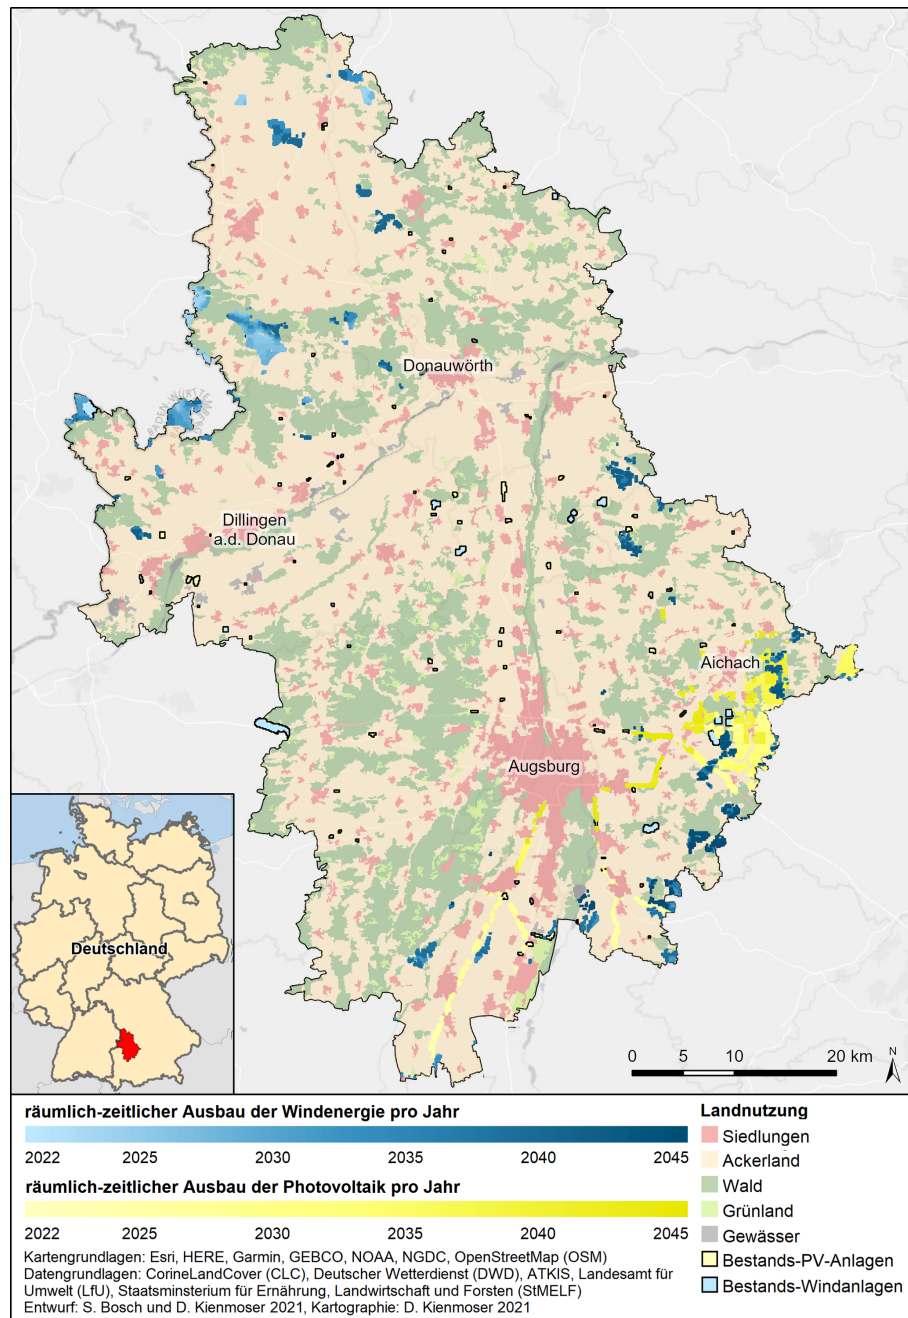 BADEN-WÜRTT
Donauwörth
Dillingen
a.d. Donau
Aichach
Augsburg
Deutschland
0 5 10 20 km
N
räumlich-zeitlicher Ausbau der Windenergie pro Jahr
2022 2025 2030 2035 2040 2045
räumlich-zeitlicher Ausbau der Photovoltaik pro Jahr
2022 2025 2030 2035 2040 2045
Kartengrundlagen: Esri, HERE, Garmin, GEBCO, NOAA, NGDC, OpenStreetMap (OSM)
Datengrundlagen: CorineLandCover (CLC), Deutscher Wetterdienst (DWD), ATKIS, Landesamt für
Umwelt (LfU), Staatsminsterium für Ernährung, Landwirtschaft und Forsten (StMELF)
Entwurf: S. Bosch und D. Kienmoser 2021, Kartographie: D. Kienmoser 2021
Landnutzung
Siedlungen
Ackerland
Wald
Grünland
Gewässer
Bestands-PV-Anlagen
Bestands-Windanlagen